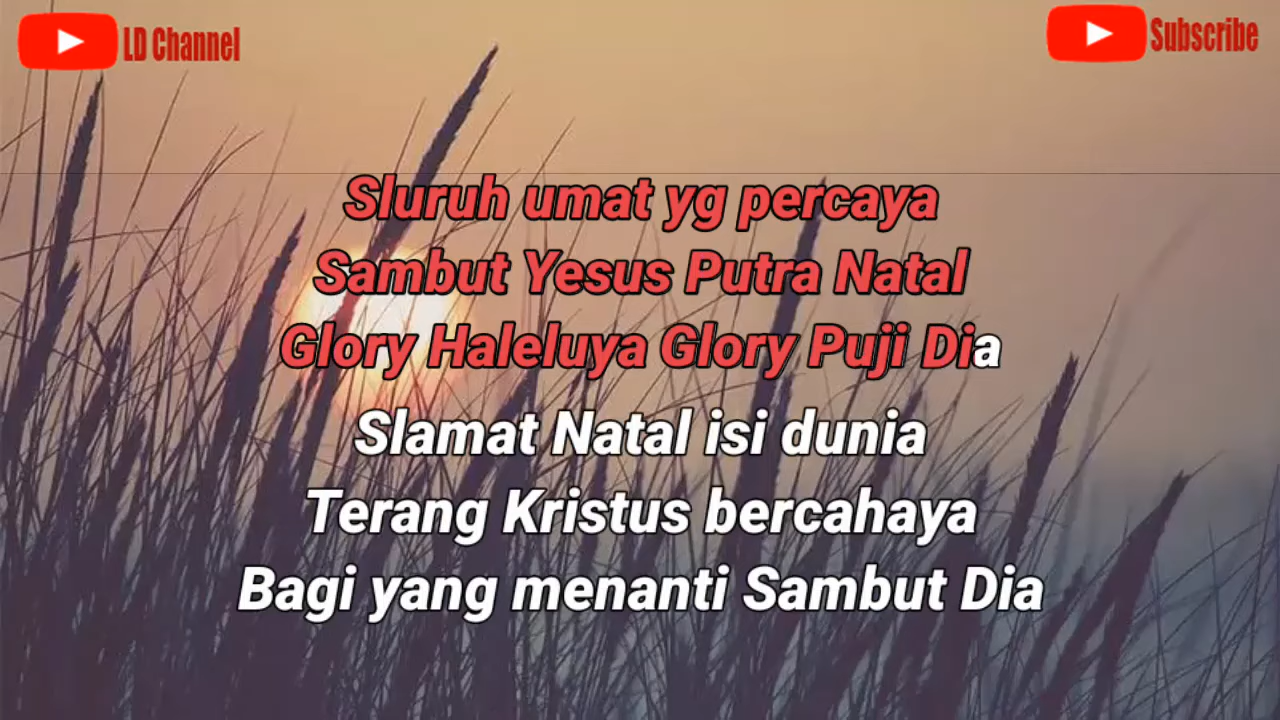 LD Channel
Subscribe
Sluruh umat yg percaya
Sambut Yesus Putra Natal
Glory Haleluya Glory Puji Dia
Slamat Natal isi dunia
Terang Kristus bercahaya
Bagi yang menanti Sambut Dia